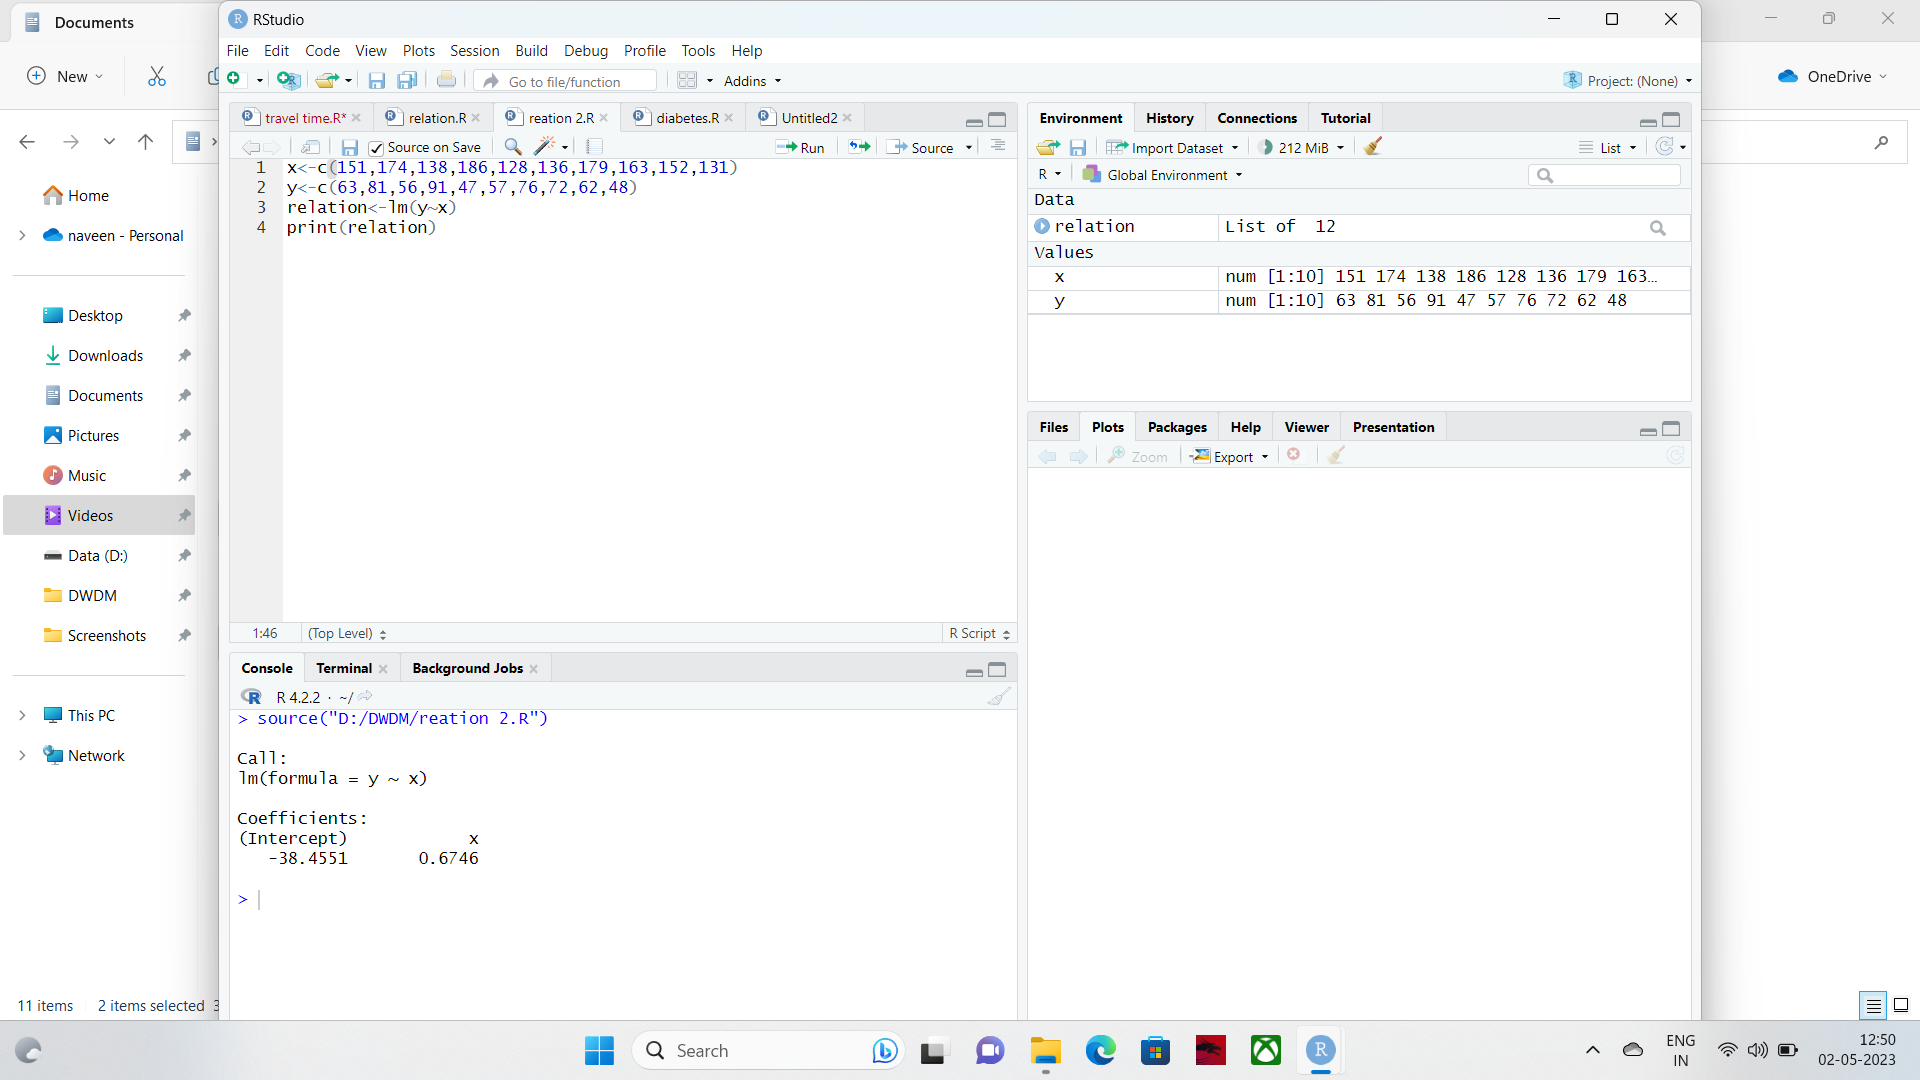 Documents
RStudio
File Edit Code View Plots Session Build Debug Profile Tools Help
New
Go to file/function
Addins
Project: (None)
OneDrive
travel time.R*
relation.R
reation 2.R
diabetes.R
Untitled2
Source on Save
Run
Source
1 x<-c(151,174,138,186,128,136,179,163,152,131)
2 y<-c(63,81,56,91,47,57,76,72,62,48)
3 relation<-lm(y~x)
4 print(relation)
1:46
(Top Level)
R Script
Console
Terminal
Background Jobs
R 4.2.2 · ~/
> source("D:/DWDM/reation 2.R")
Call:
lm(formula = y ~ x)
Coefficients:
(Intercept) x
-38.4551 0.6746
>
Environment
History
Connections
Tutorial
Import Dataset
212 MiB
List
R
Global Environment
Data
relation List of 12
Values
x num [1:10] 151 174 138 186 128 136 179 163…
y num [1:10] 63 81 56 91 47 57 76 72 62 48
Files
Plots
Packages
Help
Viewer
Presentation
Zoom
Export
Home
naveen - Personal
Desktop
Downloads
Documents
Pictures
Music
Videos
Data (D:)
DWDM
Screenshots
This PC
Network
11 items
2 items selected 3
Search
ENG
IN
12:50
02-05-2023